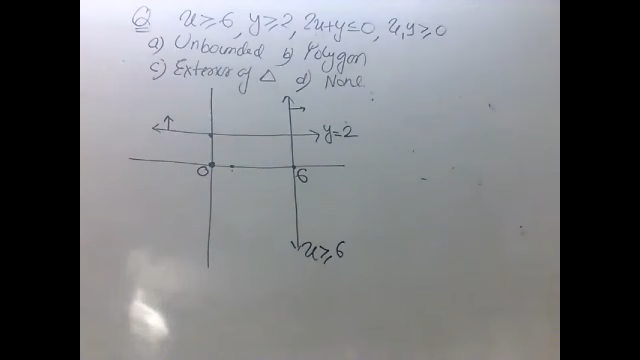 Q x ≥ 6, y ≥ 2, 2x+y ≤ 0, x,y ≥ 0
a) Unbounded b) Polygon
c) Exterior of △ d) None
y=2
0
6
x ≥ 6